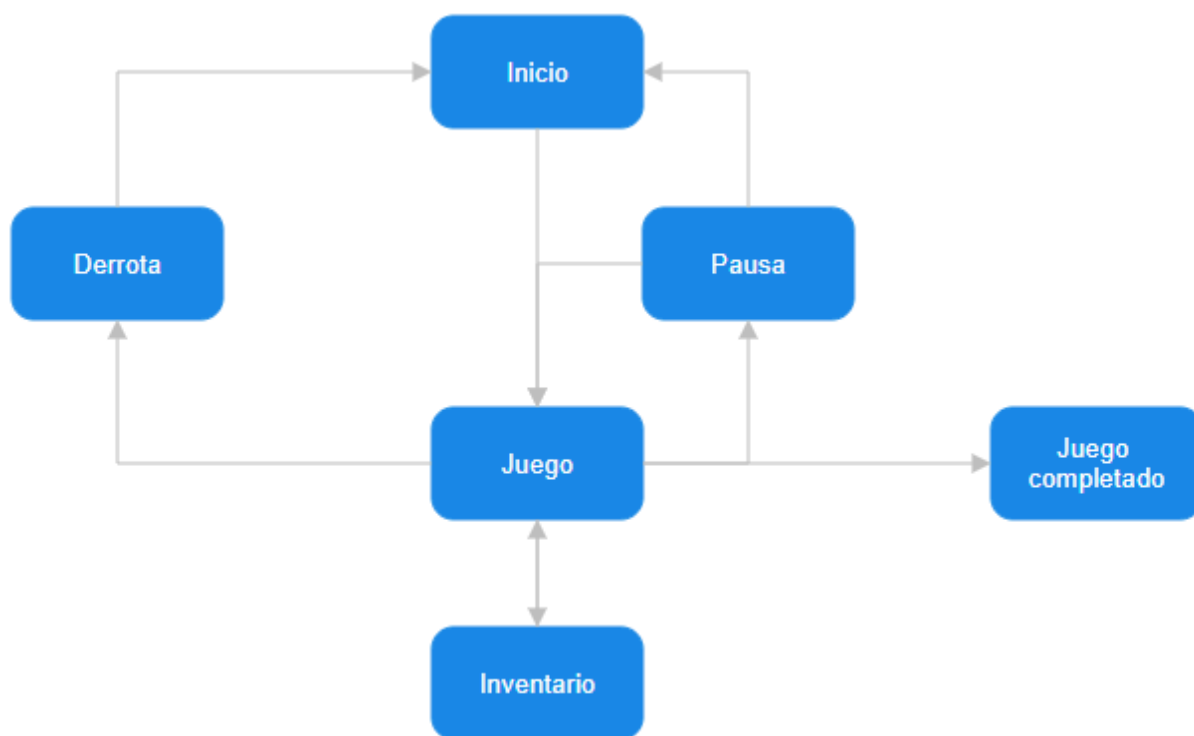 Inicio
Derrota
Pausa
Juego
Juego
completado
Inventario